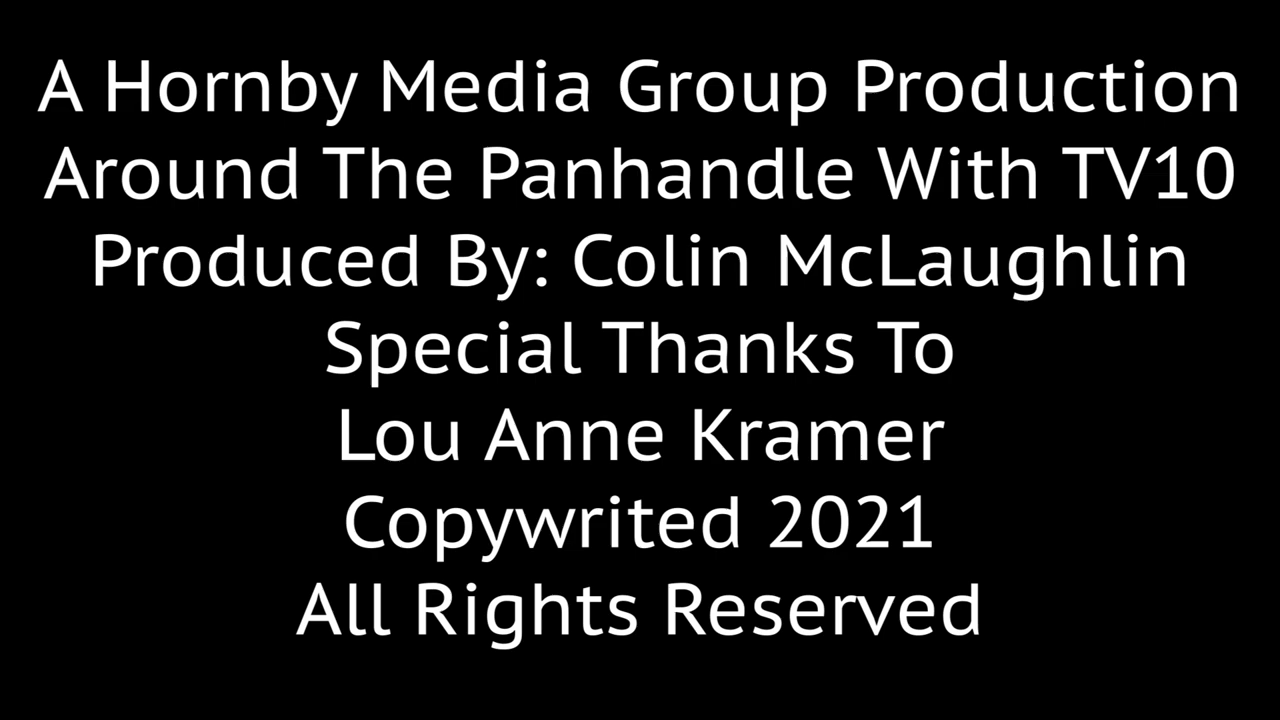 A Hornby Media Group Production
Around The Panhandle With TV10
Produced By: Colin McLaughlin
Special Thanks To
Lou Anne Kramer
Copywrited 2021
All Rights Reserved